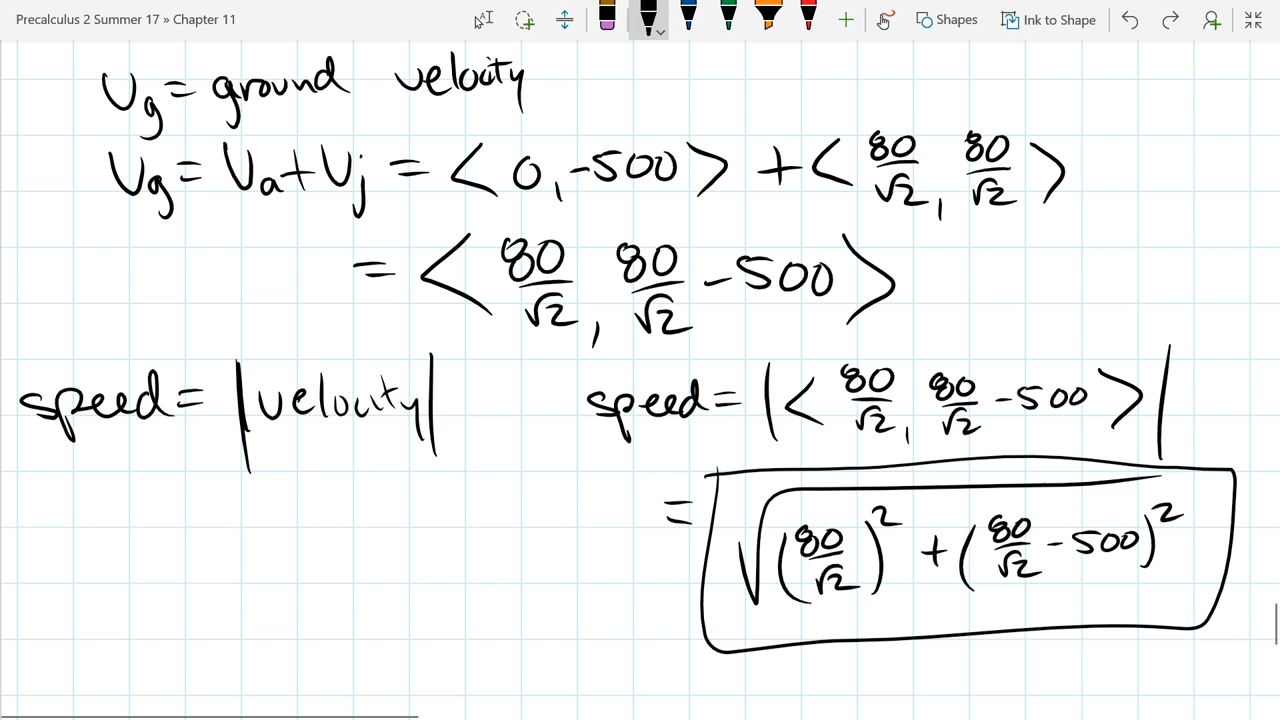 Precalculus 2 Summer 17 » Chapter 11
Shapes
Ink to Shape
Vg = ground velocity
Vg = Va + Vj = < 0, -500 > + < 80/√2, 80/√2 >
= < 80/√2, 80/√2 - 500 >
speed = |velocity|
speed = |< 80/√2, 80/√2 - 500 >|
= √((80/√2)² + (80/√2 - 500)²)